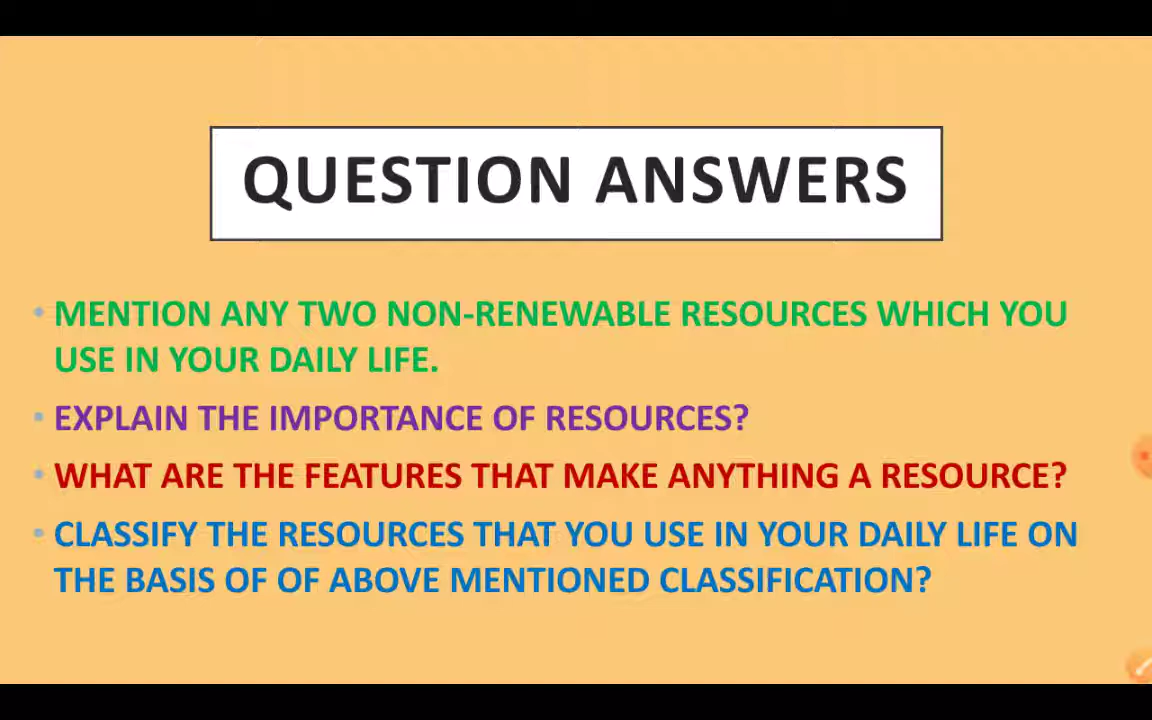 QUESTION ANSWERS
• MENTION ANY TWO NON-RENEWABLE RESOURCES WHICH YOU
USE IN YOUR DAILY LIFE.
• EXPLAIN THE IMPORTANCE OF RESOURCES?
• WHAT ARE THE FEATURES THAT MAKE ANYTHING A RESOURCE?
• CLASSIFY THE RESOURCES THAT YOU USE IN YOUR DAILY LIFE ON
THE BASIS OF OF ABOVE MENTIONED CLASSIFICATION?